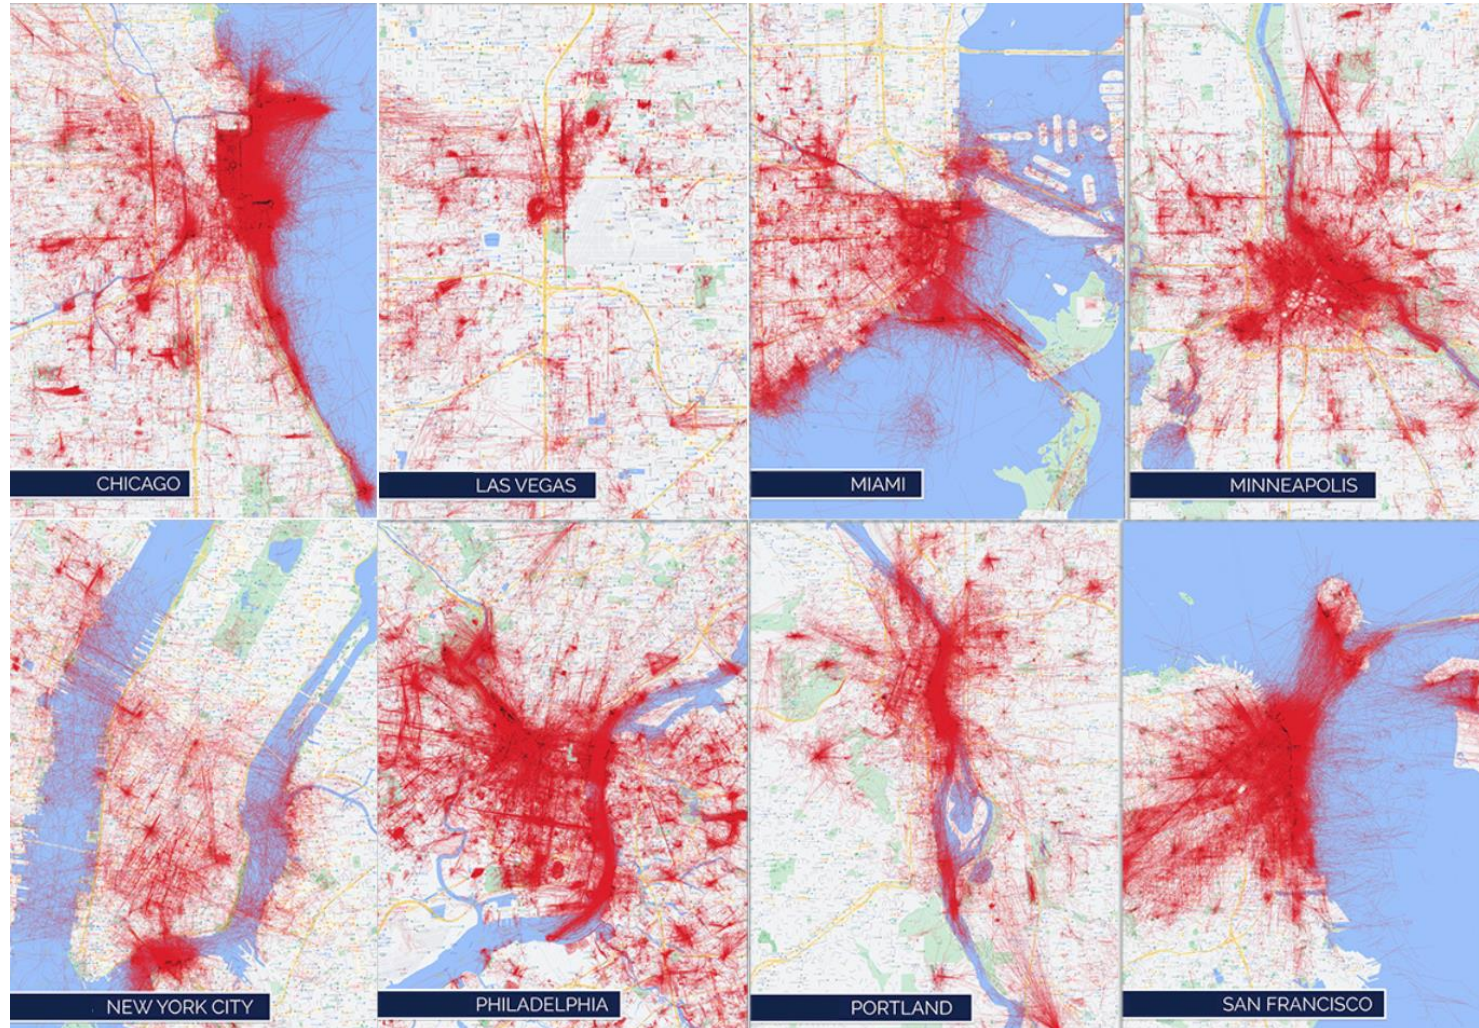 CHICAGO
LAS VEGAS
MIAMI
MINNEAPOLIS
NEW YORK CITY
PHILADELPHIA
PORTLAND
SAN FRANCISCO